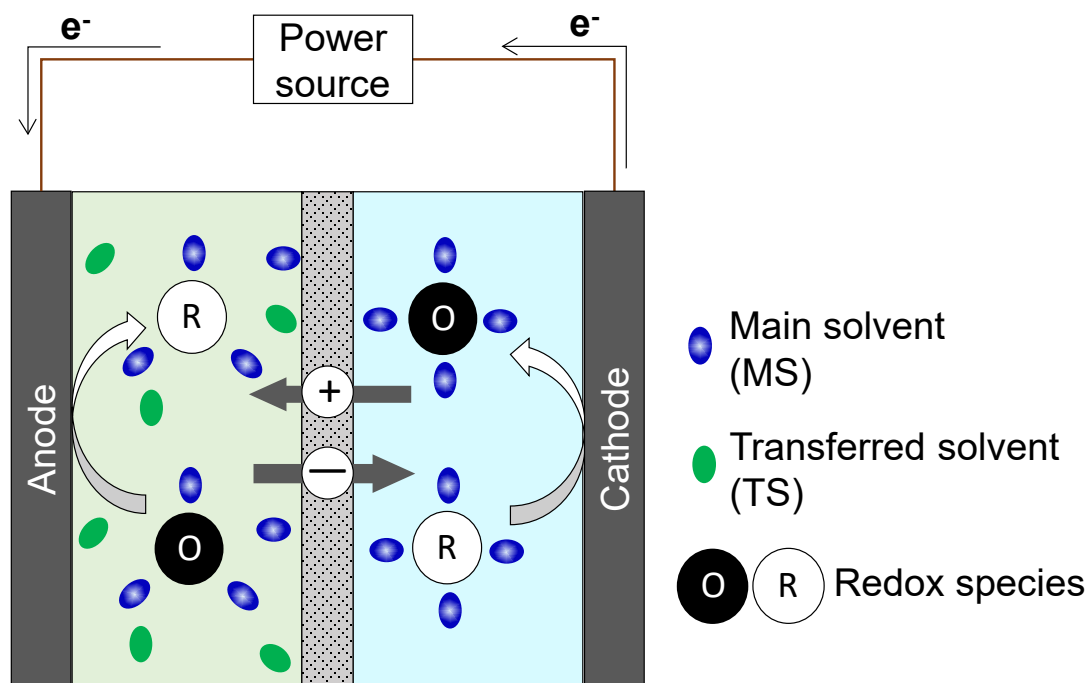 e-
Power
source
e-
R
O
+
−
O
R
Anode
Cathode
Main solvent
(MS)
Transferred solvent
(TS)
O
R
Redox species